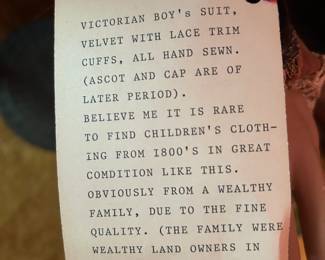 VICTORIAN BOY's SUIT,
VELVET WITH LACE TRIM
CUFFS, ALL HAND SEWN.
(ASCOT AND CAP ARE OF
LATER PERIOD).
BELIEVE ME IT IS RARE
TO FIND CHILDREN'S CLOTH-
ING FROM I800'S IN GREAT
COMDITION LIKE THIS.
OBVIOUSLY FROM A WEALTHY
FAMILY, DUE TO THE FINE
QUALITY. (THE FAMILY WERE
WEALTHY LAND OWNERS IN